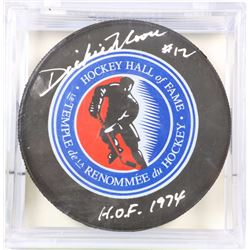 Dickie Moore
#12
HOCKEY HALL of FAME
LE TEMPLE de LA RENOMMÉE du HOCKEY
H.O.F. 1974